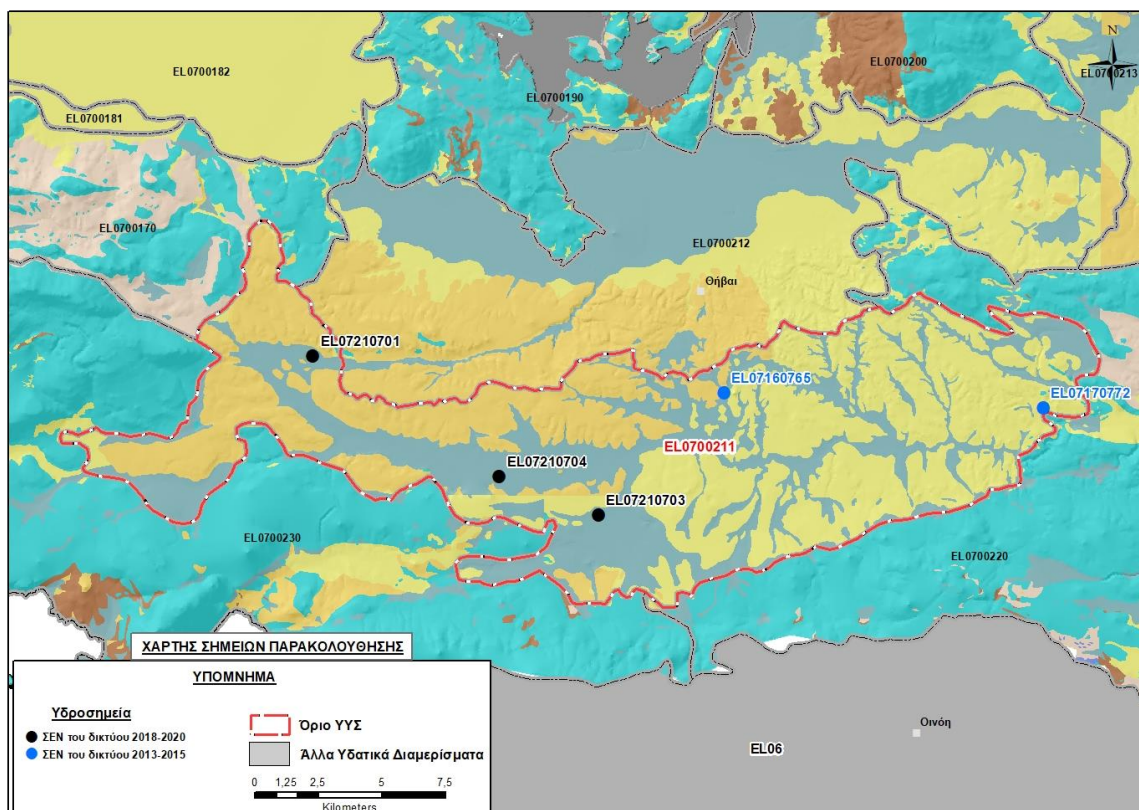 N
EL0700182
EL0700200
EL0700213
EL0700190
EL0700181
EL0700170
EL0700212
Θήβαι
EL07210701
EL07160765
EL07170772
EL0700211
EL07210704
EL07210703
EL0700230
EL0700220
ΧΑΡΤΗΣ ΣΗΜΕΙΩΝ ΠΑΡΑΚΟΛΟΥΘΗΣΗΣ
ΥΠΟΜΝΗΜΑ
Υδροσημεία
ΣΕΝ του δικτύου 2018-2020
ΣΕΝ του δικτύου 2013-2015
Όριο ΥΥΣ
Άλλα Υδατικά Διαμερίσματα
0 1,25 2,5 5 7,5
Kilometers
Οινόη
EL06